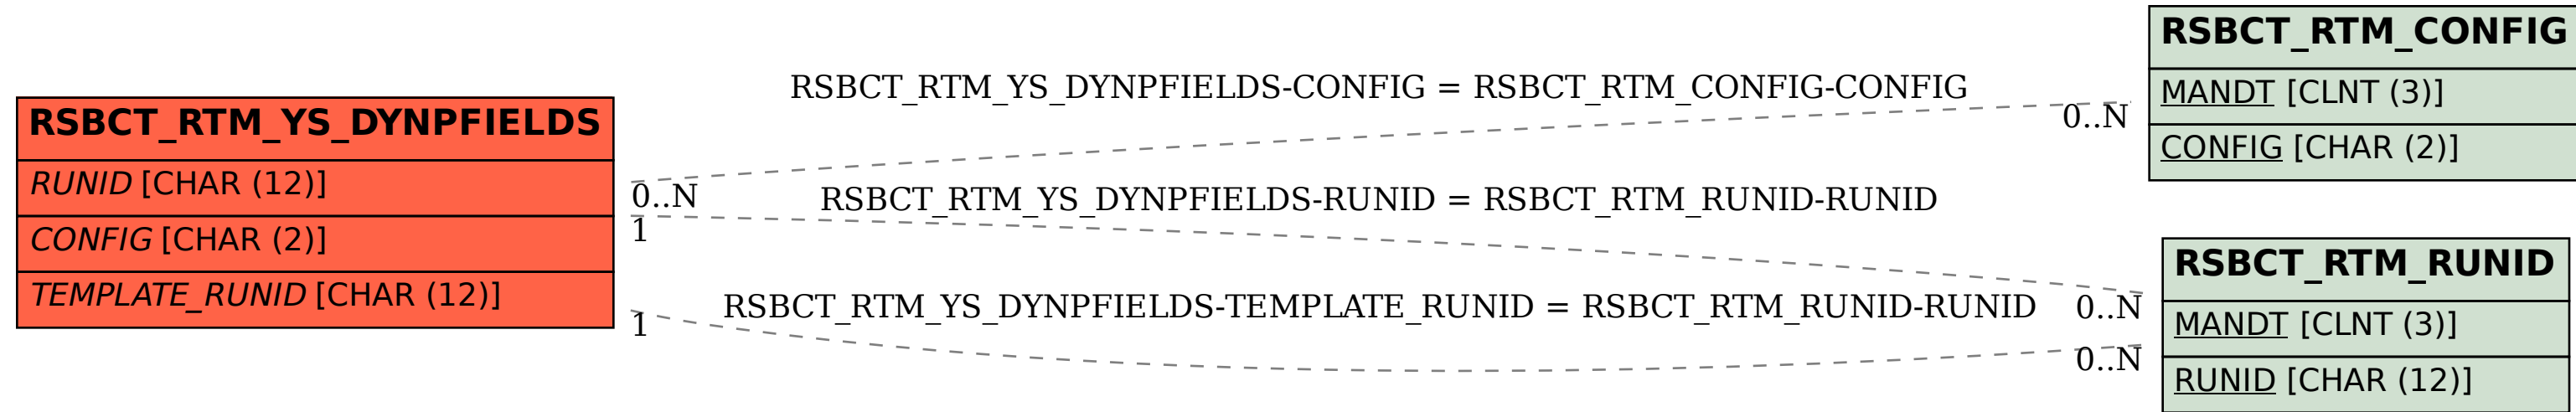 RSBCT_RTM_YS_DYNPFIELDS
RUNID [CHAR (12)]
CONFIG [CHAR (2)]
TEMPLATE_RUNID [CHAR (12)]
RSBCT_RTM_YS_DYNPFIELDS-CONFIG = RSBCT_RTM_CONFIG-CONFIG
0..N
0..N
RSBCT_RTM_YS_DYNPFIELDS-RUNID = RSBCT_RTM_RUNID-RUNID
1
0..N
RSBCT_RTM_YS_DYNPFIELDS-TEMPLATE_RUNID = RSBCT_RTM_RUNID-RUNID
1
0..N
RSBCT_RTM_CONFIG
MANDT [CLNT (3)]
CONFIG [CHAR (2)]
RSBCT_RTM_RUNID
MANDT [CLNT (3)]
RUNID [CHAR (12)]